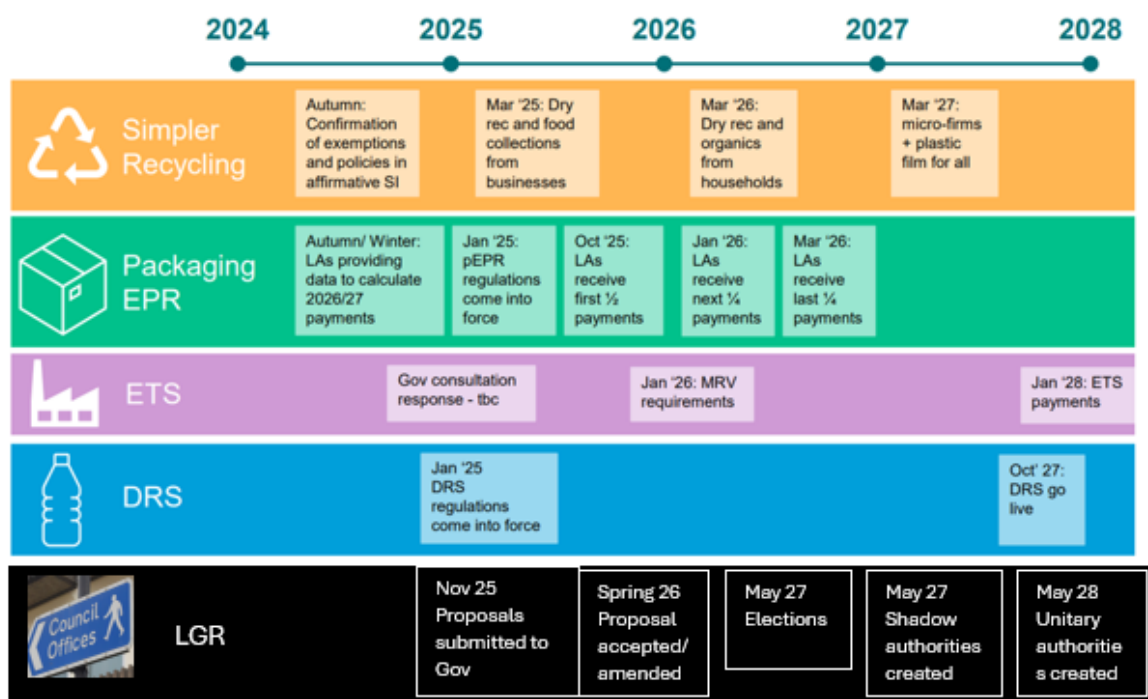 2024 2025 2026 2027 2028
Simpler
Recycling
Autumn:
Confirmation
of exemptions
and policies in
affirmative SI
Mar '25: Dry
rec and food
collections
from
businesses
Mar '26:
Dry rec and
organics
from
households
Mar '27:
micro-firms
+ plastic
film for all
Packaging
EPR
Autumn/ Winter:
LAs providing
data to calculate
2026/27
payments
Jan '25:
pEPR
regulations
come into
force
Oct '25:
LAs
receive
first ½
payments
Jan '26:
LAs
receive
next ¼
payments
Mar '26:
LAs
receive
last ¼
payments
ETS
Gov consultation
response - tbc
Jan '26: MRV
requirements
Jan '28: ETS
payments
DRS
Jan '25
DRS
regulations
come into force
Oct' 27:
DRS go
live
Council
Offices
LGR
Nov 25
Proposals
submitted to
Gov
Spring 26
Proposal
accepted/
amended
May 27
Elections
May 27
Shadow
authorities
created
May 28
Unitary
authoritie
s created